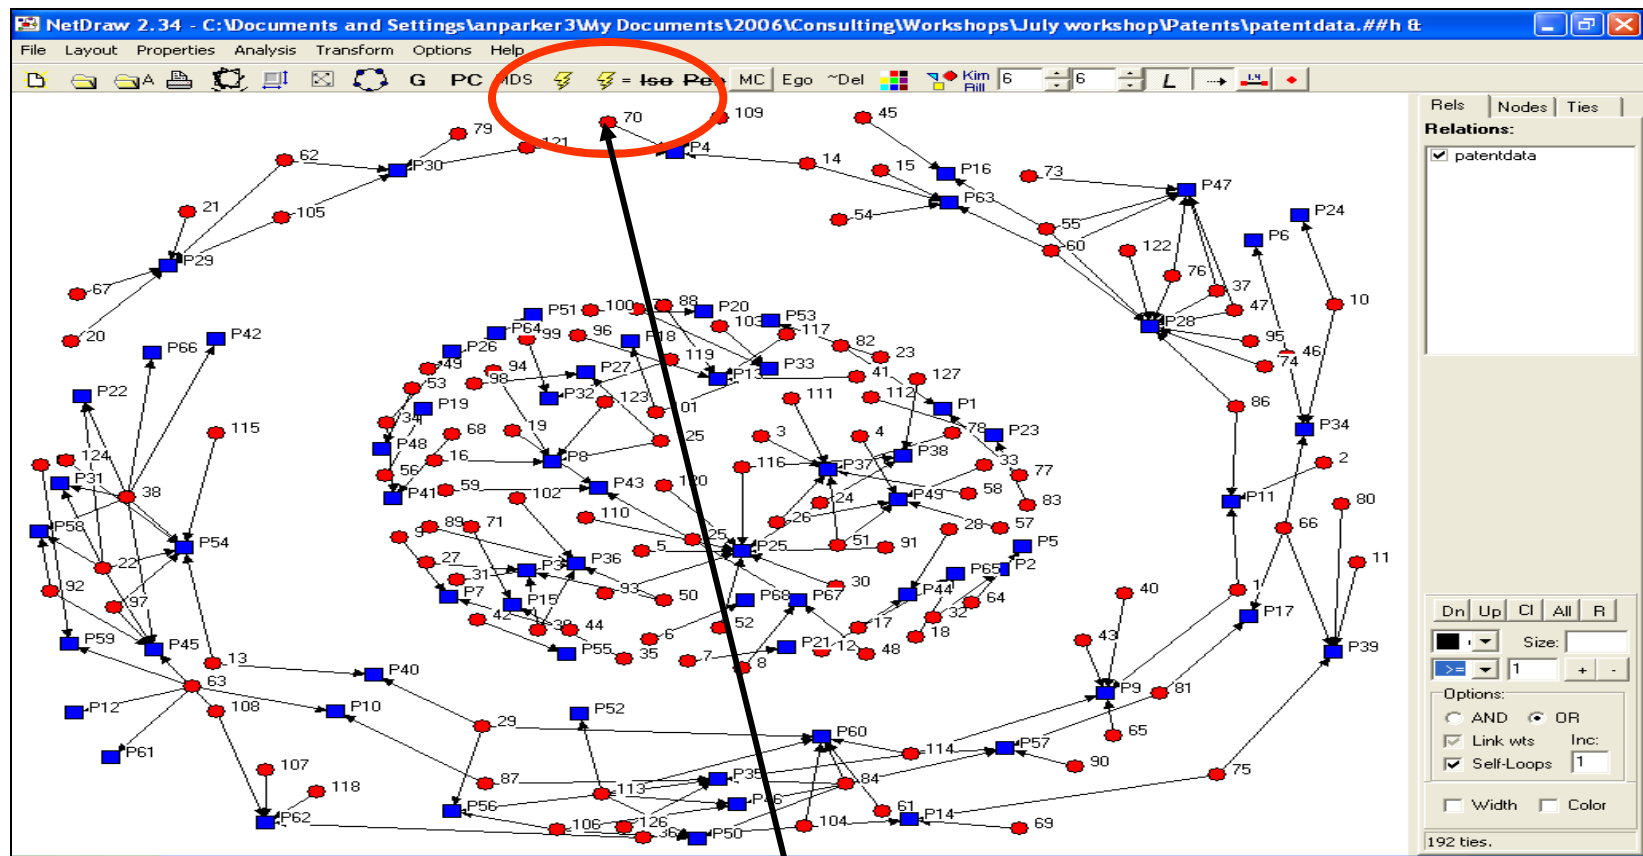 NetDraw 2.34 - C:\Documents and Settings\anparker3\My Documents\2006\Consulting\Workshops\July workshop\Patents\patentdata.##h &
File Layout Properties Analysis Transform Options Help
A G PC MDS = Iso Pen MC Ego ~Del Kim Bill 6 6 L
Rels Nodes Ties
Relations:
patentdata
70 109 45
79 121 P4
62 P30 14 15 P16 73 P47
21 105 54 P63 55 P24
P29 60 122 P6
67 76 37 10
20 P51 100 88 P20 47
P42 P64 99 96 P18 103 P53 117 P28 95
P66 P26 119 82 23 46
49 94 P27 P13 P33 41 127 74
P22 53 98 P32 123 111 112 P1 86
115 34 P19 101 78 P23 P34
124 68 19 125 3 4
P31 P48 16 P8 116 P37 P38 33 77 2
38 56 P41 59 P43 120 24 P49 58 83 P11 80
P58 102 110 26 57 66
P54 9 89 71 25 P25 51 91 28 P5 11
22 27 P36 5 P2
92 31 P3 93 30 P65 1 40
97 P7 P15 50 P68 P67 P44 64 P17
P59 42 44 52 17 32 18 43
P45 P55 35 6 P21 12 48 P39
13 P40 7 8
63 P9 81
P12 108 P10 29 P52 P60 65
P61 114 P57 90
107 87 P35 84 75
118 113 61
P62 P56 106 126 36 P50 104 P14 69
Dn Up Cl All R
Size:
>= 1 + -
Options:
AND OR
Link wts Inc:
Self-Loops 1
Width Color
192 ties.